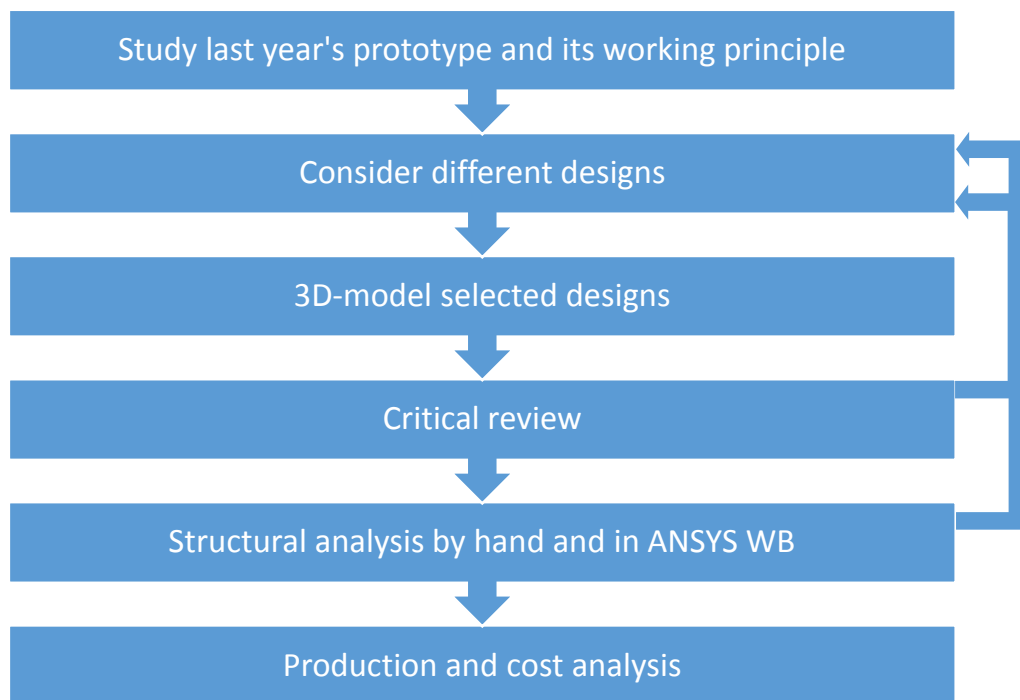 Study last year's prototype and its working principle
Consider different designs
3D-model selected designs
Critical review
Structural analysis by hand and in ANSYS WB
Production and cost analysis